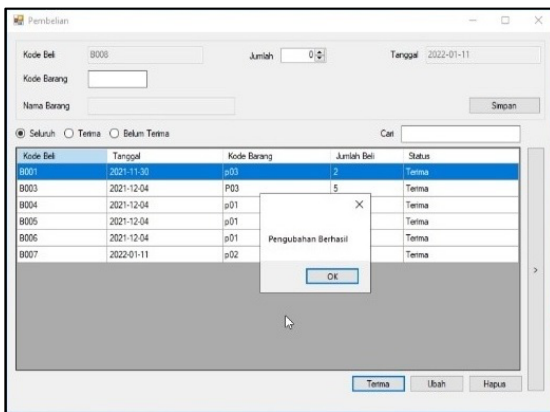 Pembelian
Kode Beli B008 Jumlah 0 Tanggal 2022-01-11
Kode Barang
Nama Barang Simpan
Seluruh Terima Belum Terima Cari
Kode Beli Tanggal Kode Barang Jumlah Beli Status
B001 2021-11-30 p03 2 Terima
B003 2021-12-04 P03 5 Terima
B004 2021-12-04 p01 Terima
B005 2021-12-04 p01 Terima
B006 2021-12-04 p01 Terima
B007 2022-01-11 p02 Terima
Pengubahan Berhasil
OK
>
Terima Ubah Hapus